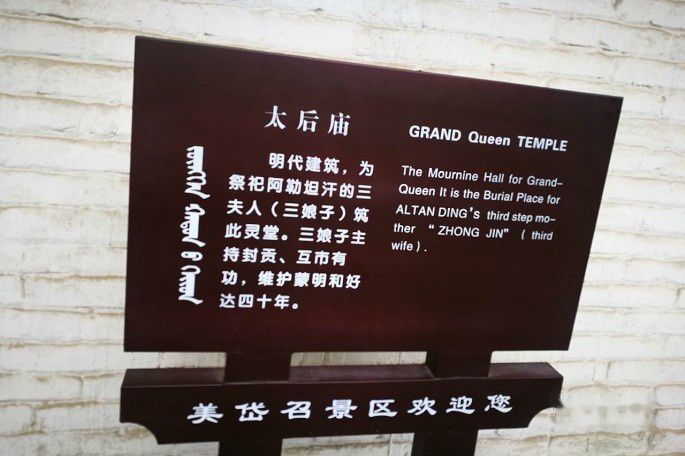 太后庙
明代建筑，为
祭祀阿勒坦汗的三
夫人（三娘子）筑
此灵堂。三娘子主
持封贡、互市有
功，维护蒙明和好
达四十年。
GRAND Queen TEMPLE
The Mournine Hall for Grand-
Queen It is the Burial Place for
ALTAN DING'S third step mo-
ther “ZHONG JIN” ( third
wife ).
美岱召景区欢迎您